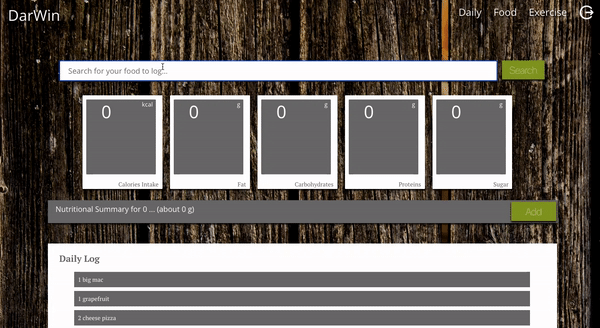 DarWin
Daily Food Exercise
Search for your food to log...
Search
0 kcal
Calories Intake
0 g
Fat
0 g
Carbohydrates
0 g
Proteins
0 g
Sugar
Nutritional Summary for 0 ... (about 0 g)
Add
Daily Log
1 big mac
1 grapefruit
2 cheese pizza